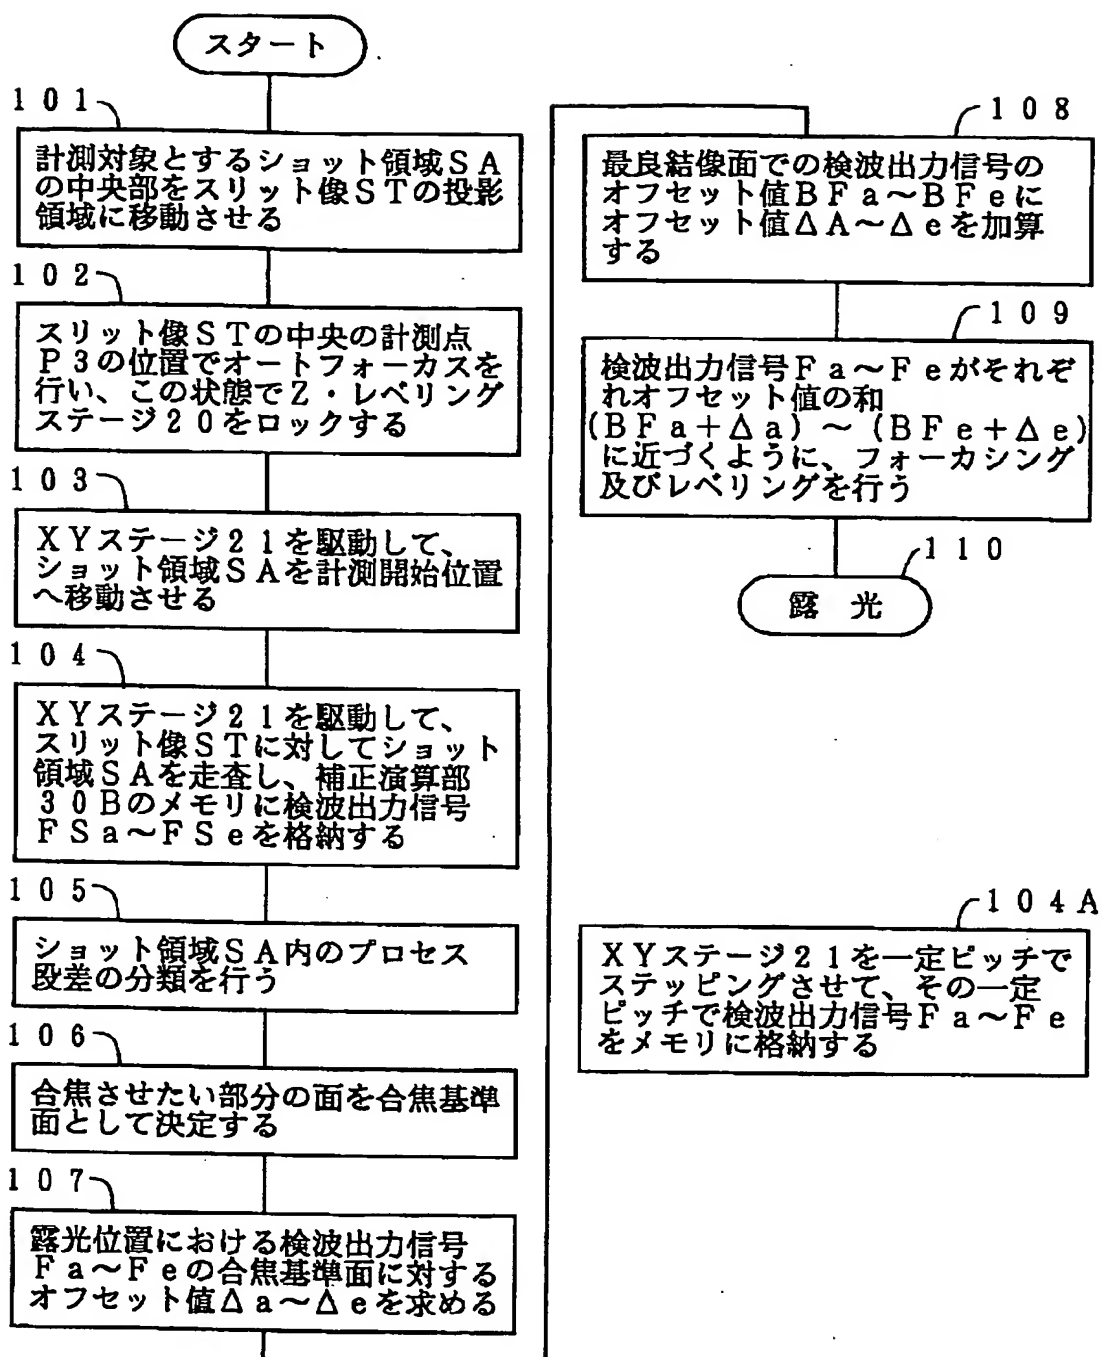 スタート
101
計測対象とするショット領域SA
の中央部をスリット像STの投影
領域に移動させる
102
スリット像STの中央の計測点
P3の位置でオートフォーカスを
行い、この状態でZ・レベリング
ステージ20をロックする
103
XYステージ21を駆動して、
ショット領域SAを計測開始位置
へ移動させる
104
XYステージ21を駆動して、
スリット像STに対してショット
領域SAを走査し、補正演算部
30Bのメモリに検波出力信号
FSa~FSeを格納する
105
ショット領域SA内のプロセス
段差の分類を行う
106
合焦させたい部分の面を合焦基準
面として決定する
107
露光位置における検波出力信号
Fa~Feの合焦基準面に対する
オフセット値Δa~Δeを求める
108
最良結像面での検波出力信号の
オフセット値BFa~BFeに
オフセット値ΔA~Δeを加算
する
109
検波出力信号Fa~Feがそれぞ
れオフセット値の和
(BFa+Δa)~(BFe+Δe)
に近づくように、フォーカシング
及びレベリングを行う
110
露 光
104A
XYステージ21を一定ピッチで
ステッピングさせて、その一定
ピッチで検波出力信号Fa~Fe
をメモリに格納する